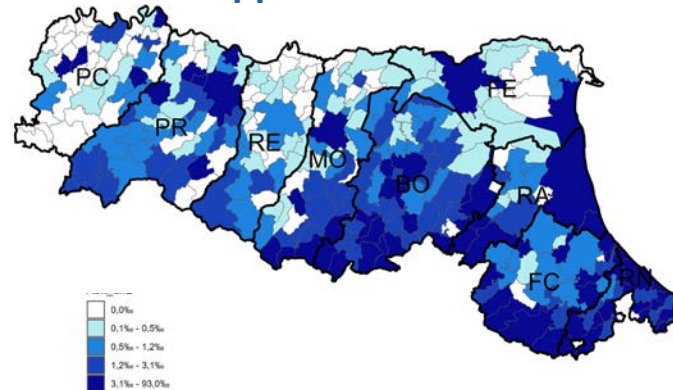 PC
PR
RE
MO
BO
FE
RA
FC
RN
0,0‰
0,1‰ - 0,5‰
0,5‰ - 1,2‰
1,2‰ - 3,1‰
3,1‰ - 93,0‰